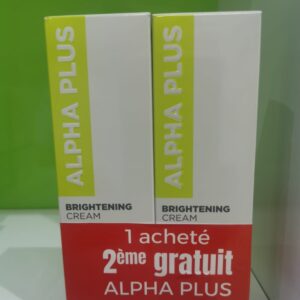 ALPHA PLUS
BRIGHTENING
CREAM
ALPHA PLUS
BRIGHTENING
CREAM
1 acheté
2ème gratuit
ALPHA PLUS